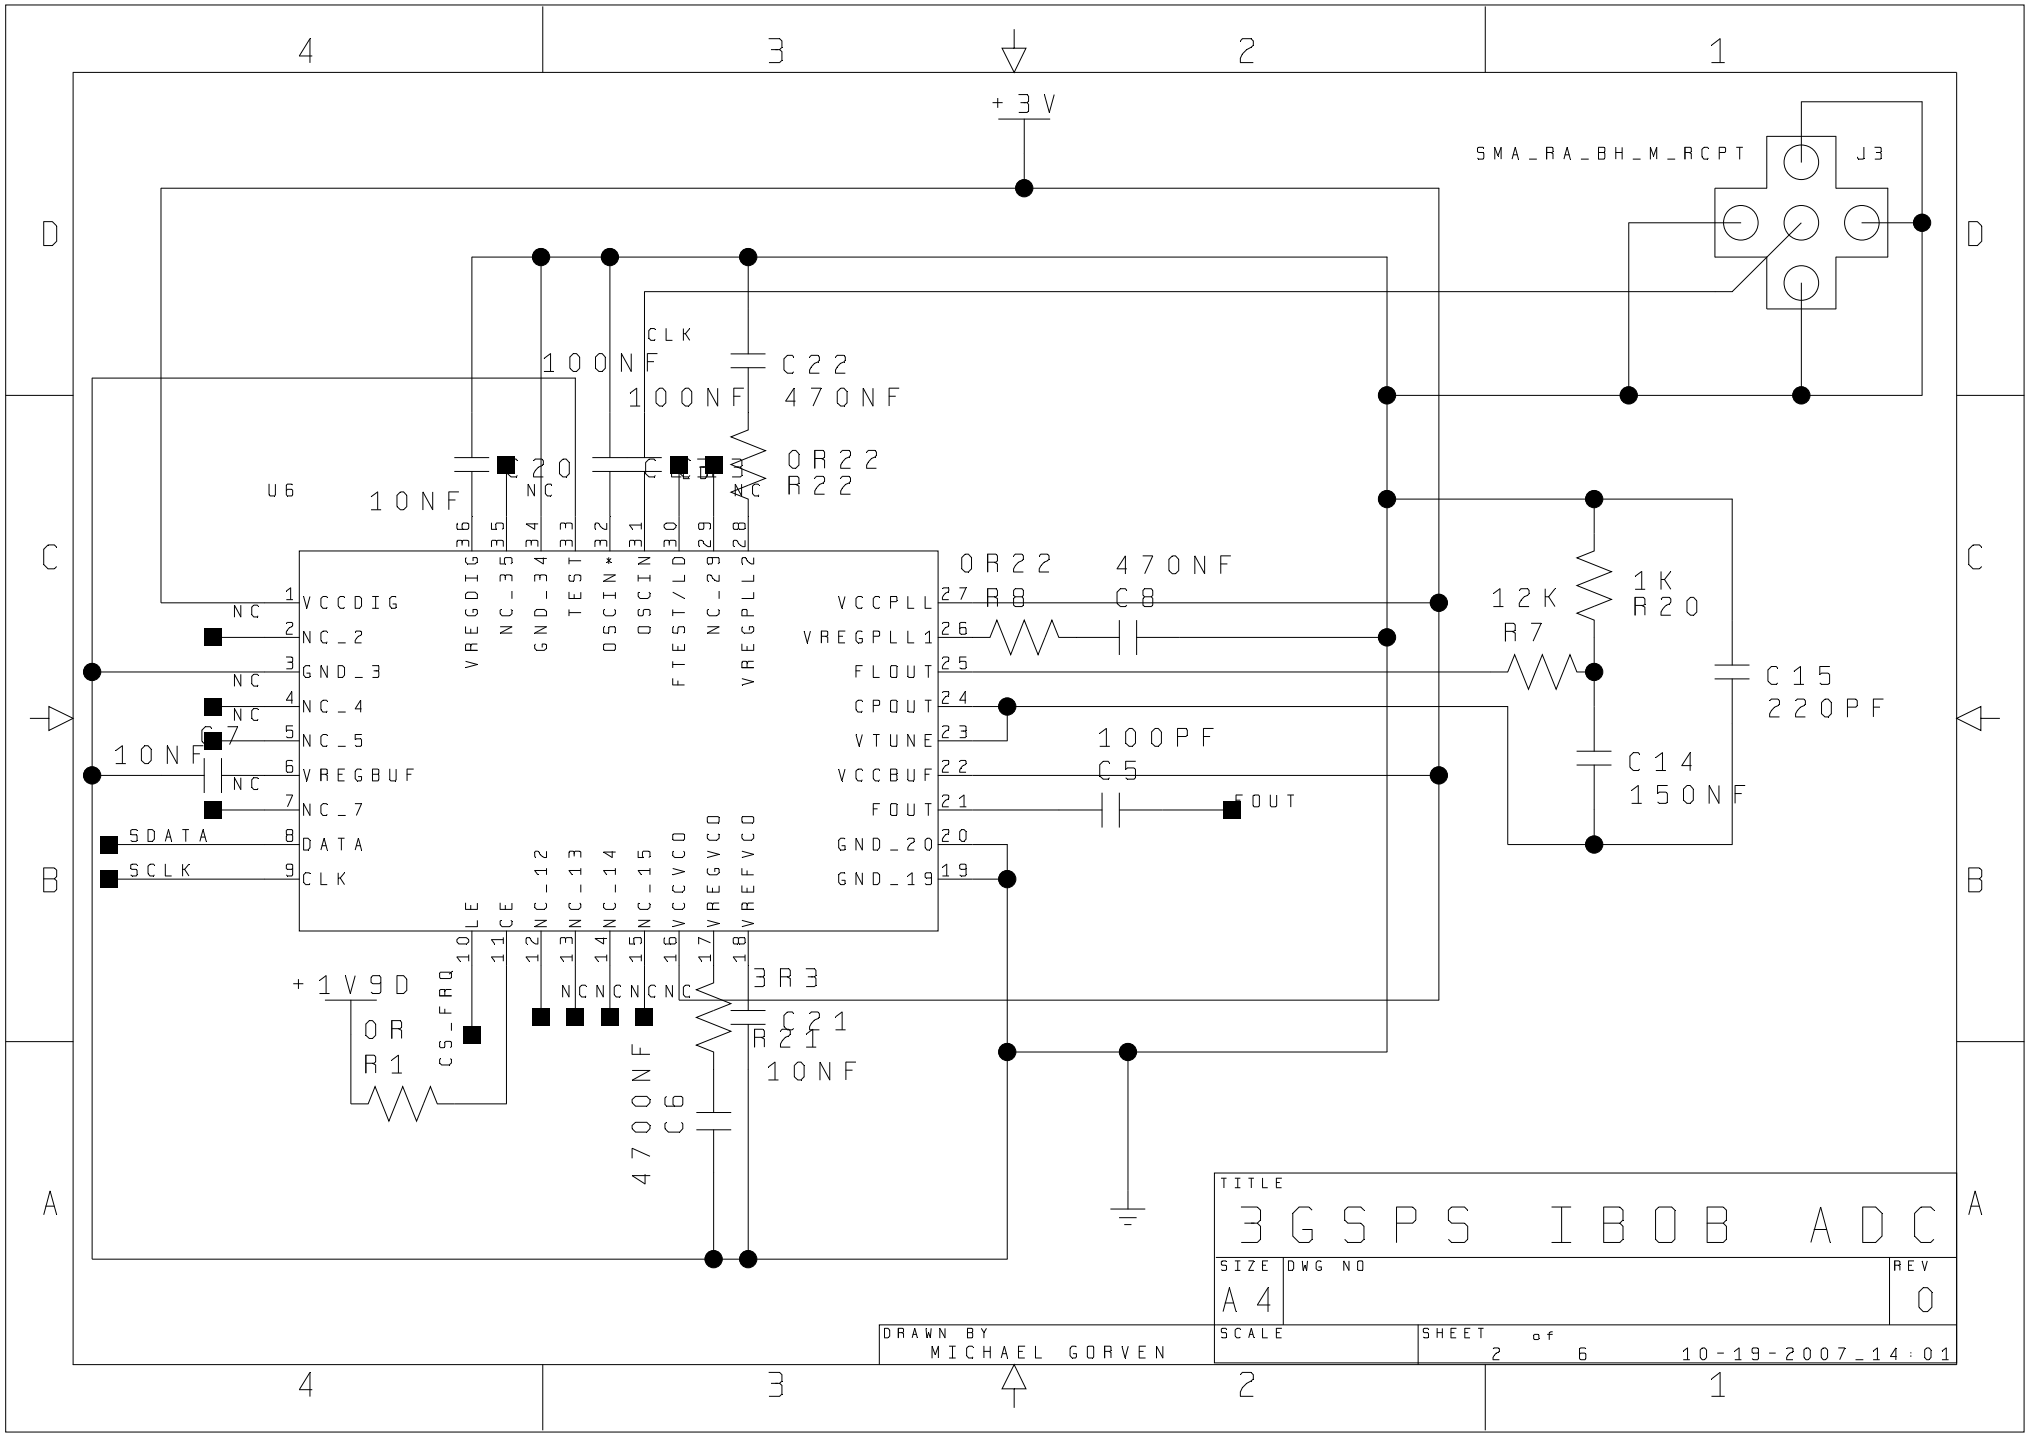 4 3 2 1
+3V
SMA_RA_BH_M_RCPT J3
D D
CLK
100NF
C22
100NF 470NF
0R22
C20
R22
NC NC
U6
10NF
36 35 34 33 32 31 30 29 28
VREGDIG NC_35 GND_34 TEST OSCIN* OSCIN FTEST/LD NC_29 VREGPLL2
C C
0R22 470NF
R8 C8
12K 1K
R7 R20
1 VCCDIG VCCPLL 27
NC
2 NC_2 VREGPLL1 26
3 GND_3 FLOUT 25
NC
4 NC_4 CPOUT 24
NC
C7
5 NC_5 VTUNE 23
10NF
6 VREGBUF VCCBUF 22
NC
7 NC_7 FOUT 21
SDATA 8 DATA GND_20 20
SCLK 9 CLK GND_19 19
C15
220PF
100PF
C5
FOUT
C14
150NF
B B
LE CE NC_12 NC_13 NC_14 NC_15 VCCVCO VREGVCO VREFVCO
10 11 12 13 14 15 16 17 18
+1V9D
CS_FRQ
NC NC NC NC
3R3
0R
R1
C21
R21
10NF
4700NF
C6
A A
TITLE
3GSPS IBOB ADC
SIZE DWG NO REV
A4 0
DRAWN BY SCALE SHEET of
MICHAEL GORVEN 2 6 10-19-2007_14:01
4 3 2 1